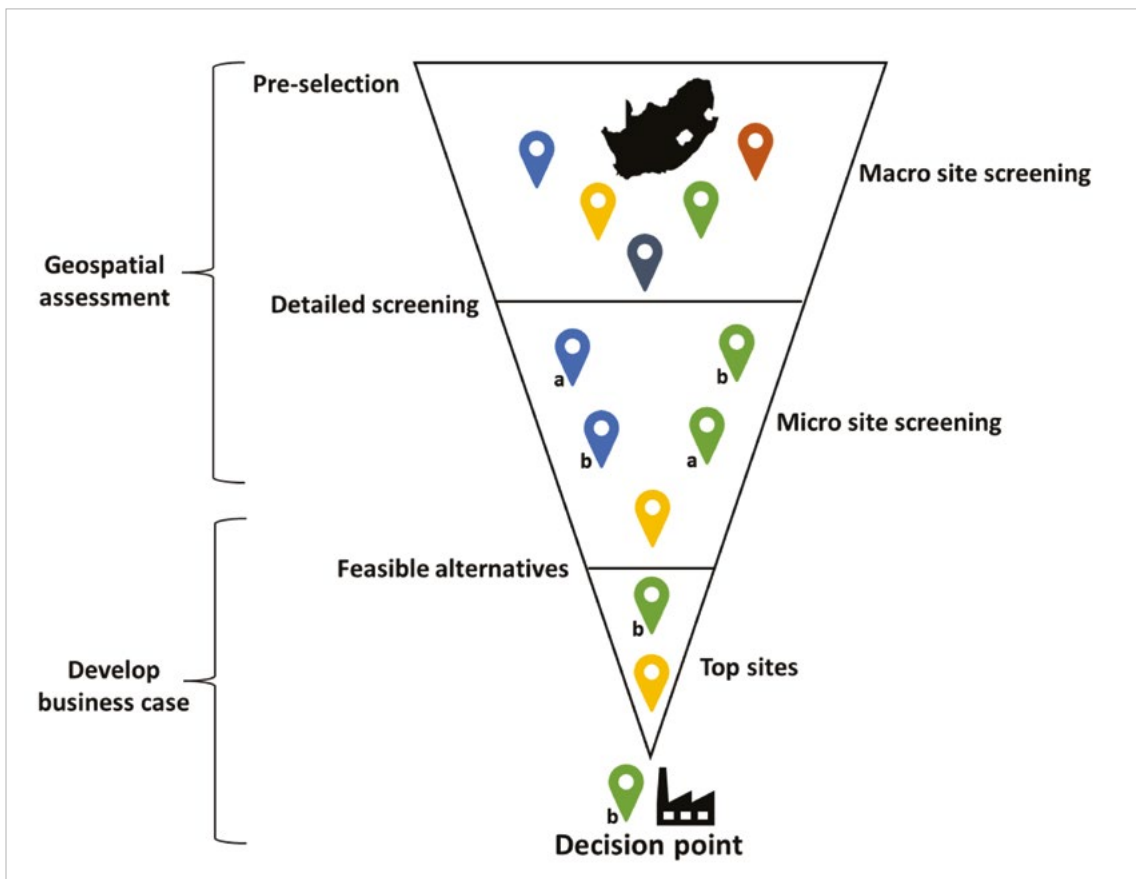 Pre-selection
Macro site screening
Geospatial
assessment
Detailed screening
a
b
Micro site screening
b
a
Feasible alternatives
b
Develop
business case
Top sites
b
Decision point